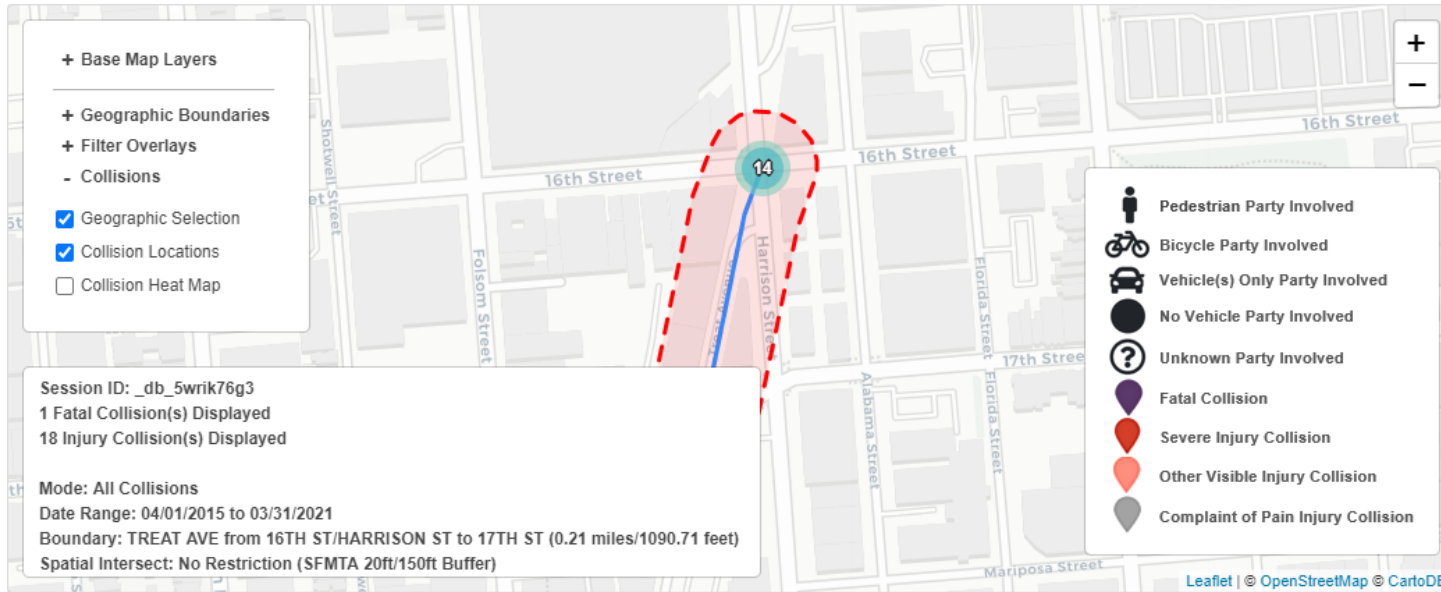 + Base Map Layers
+ Geographic Boundaries
+ Filter Overlays
- Collisions
Geographic Selection
Collision Locations
Collision Heat Map
+
−
Shotwell Street
16th Street
16th Street
16th Street
14
Folsom Street
Treat Avenue
Harrison Street
Alabama Street
Florida Street
Florida Street
17th Stree
Mariposa Street
Pedestrian Party Involved
Bicycle Party Involved
Vehicle(s) Only Party Involved
No Vehicle Party Involved
?
Unknown Party Involved
Fatal Collision
Severe Injury Collision
Other Visible Injury Collision
Complaint of Pain Injury Collision
Session ID: _db_5wrik76g3
1 Fatal Collision(s) Displayed
18 Injury Collision(s) Displayed
Mode: All Collisions
Date Range: 04/01/2015 to 03/31/2021
Boundary: TREAT AVE from 16TH ST/HARRISON ST to 17TH ST (0.21 miles/1090.71 feet)
Spatial Intersect: No Restriction (SFMTA 20ft/150ft Buffer)
Leaflet | © OpenStreetMap © CartoDB